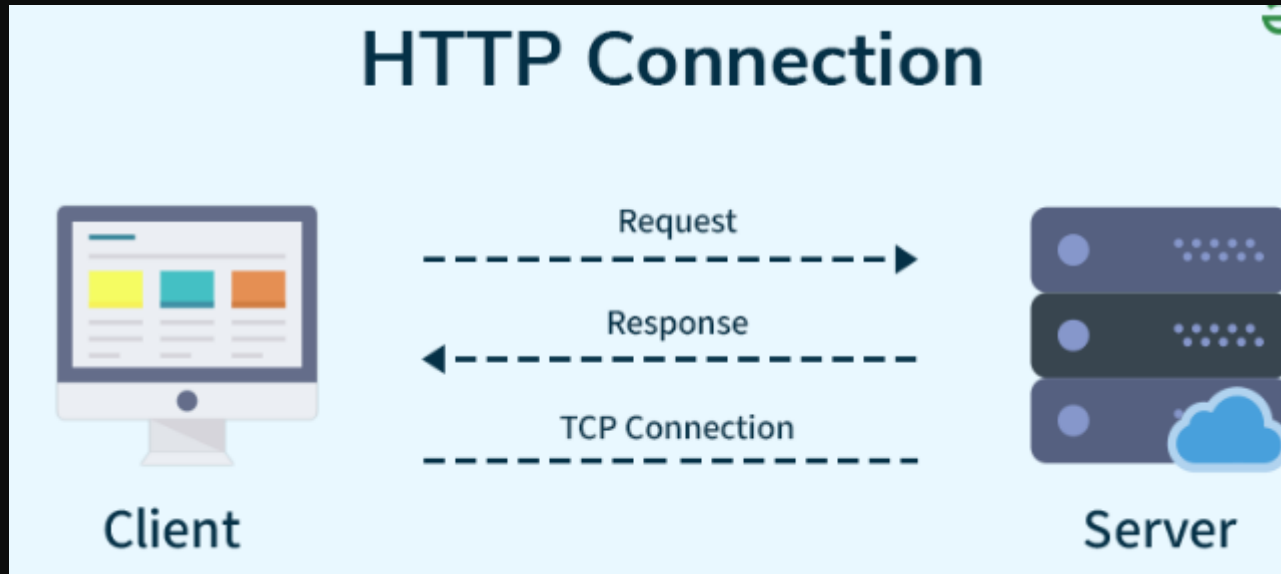 HTTP Connection
Request
Response
TCP Connection
Client
Server